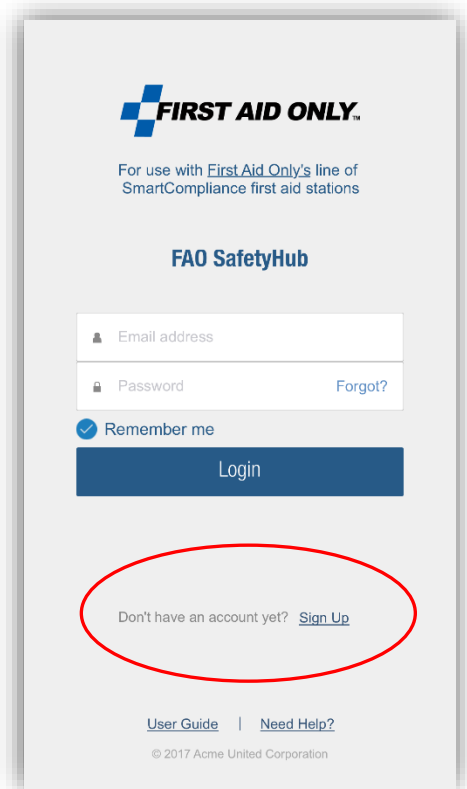 FIRST AID ONLY™
For use with First Aid Only's line of
SmartCompliance first aid stations
FAO SafetyHub
Email address
Password Forgot?
Remember me
Login
Don't have an account yet? Sign Up
User Guide | Need Help?
© 2017 Acme United Corporation